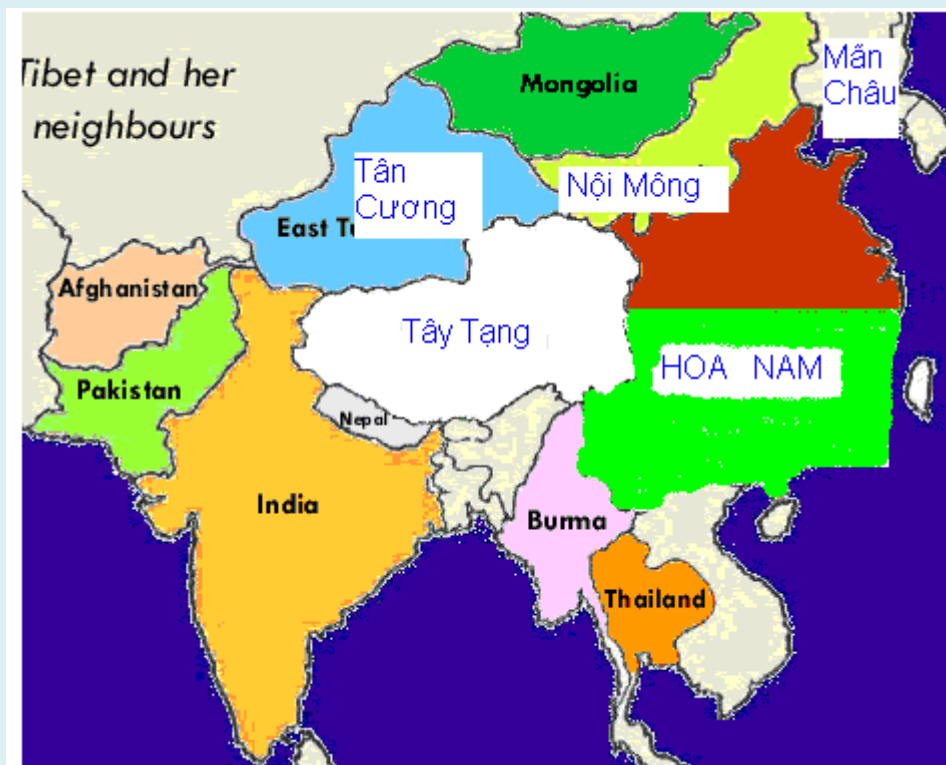 Tibet and her
neighbours
Mongolia
Mãn
Châu
Tân
Cương
Nội Mông
East T
Afghanistan
Tây Tạng
HOA NAM
Pakistan
Nepal
India
Burma
Thailand